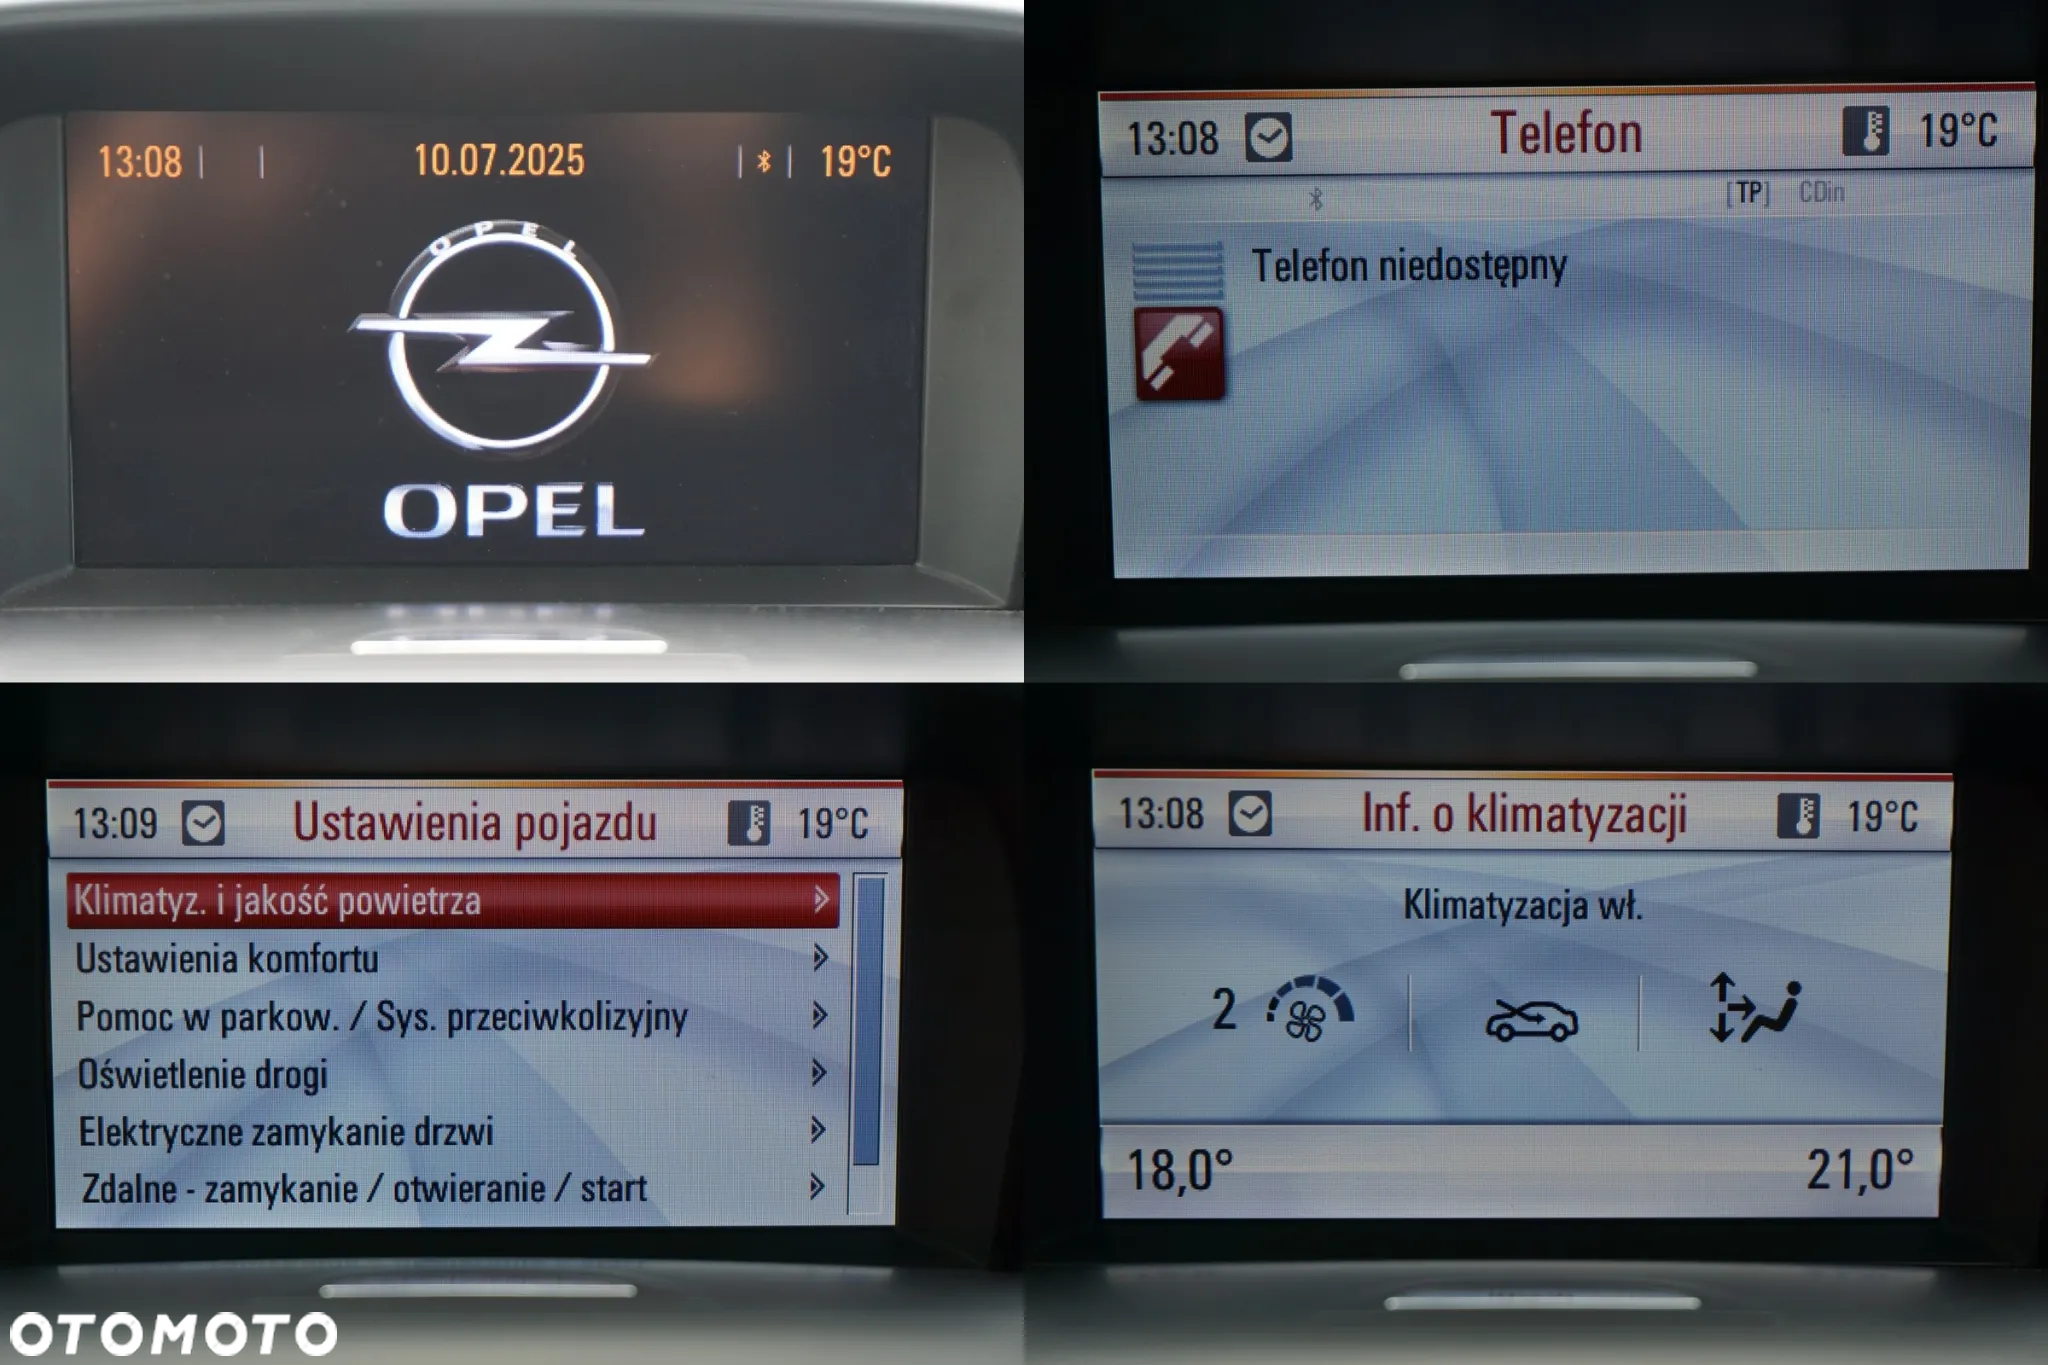 13:08 | | 10.07.2025 | | 19°C
OPEL
OPEL
13:08 Telefon 19°C
[TP] CDin
Telefon niedostępny
13:09 Ustawienia pojazdu 19°C
Klimatyz. i jakość powietrza
Ustawienia komfortu
Pomoc w parkow. / Sys. przeciwkolizyjny
Oświetlenie drogi
Elektryczne zamykanie drzwi
Zdalne - zamykanie / otwieranie / start
13:08 Inf. o klimatyzacji 19°C
Klimatyzacja wł.
2
18,0° 21,0°
OTOMOTO